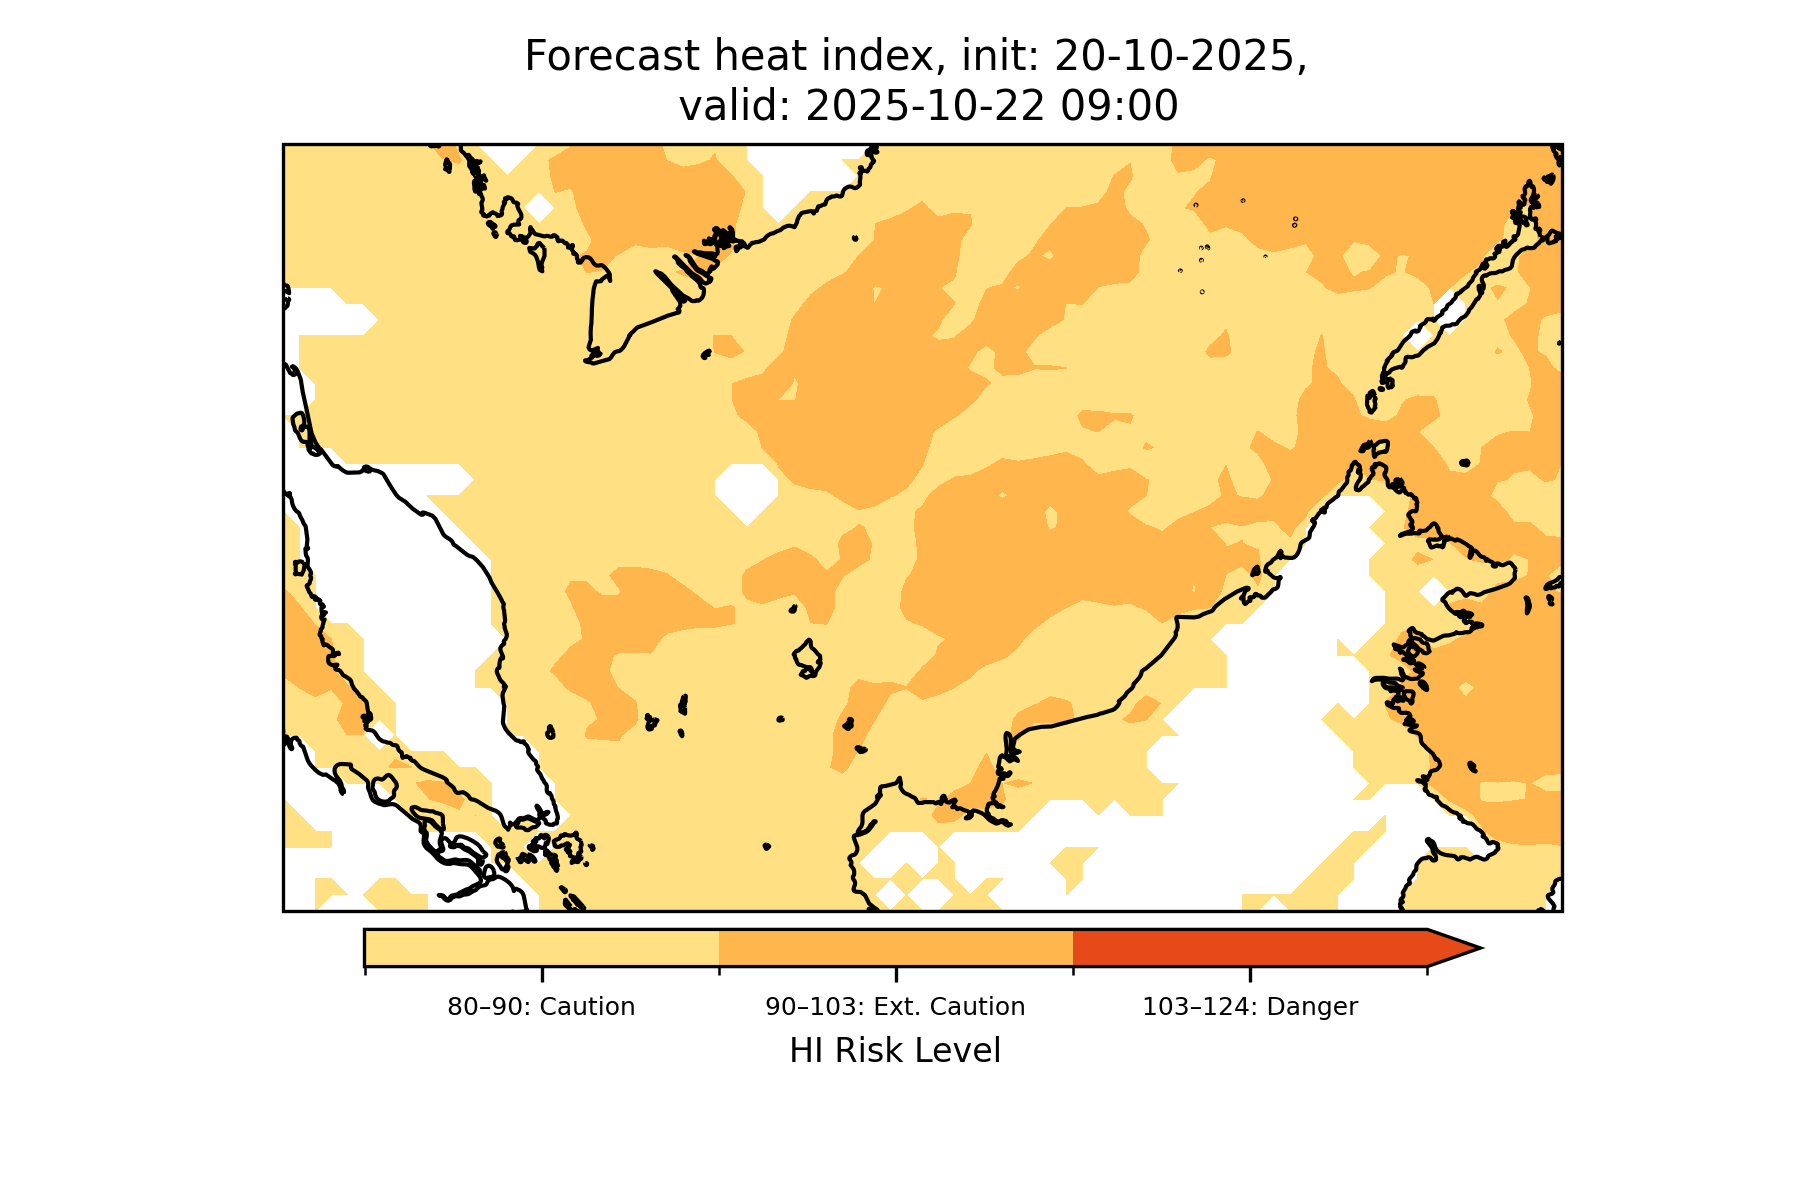 Forecast heat index, init: 20-10-2025,
valid: 2025-10-22 09:00
80–90: Caution
90–103: Ext. Caution
103–124: Danger
HI Risk Level